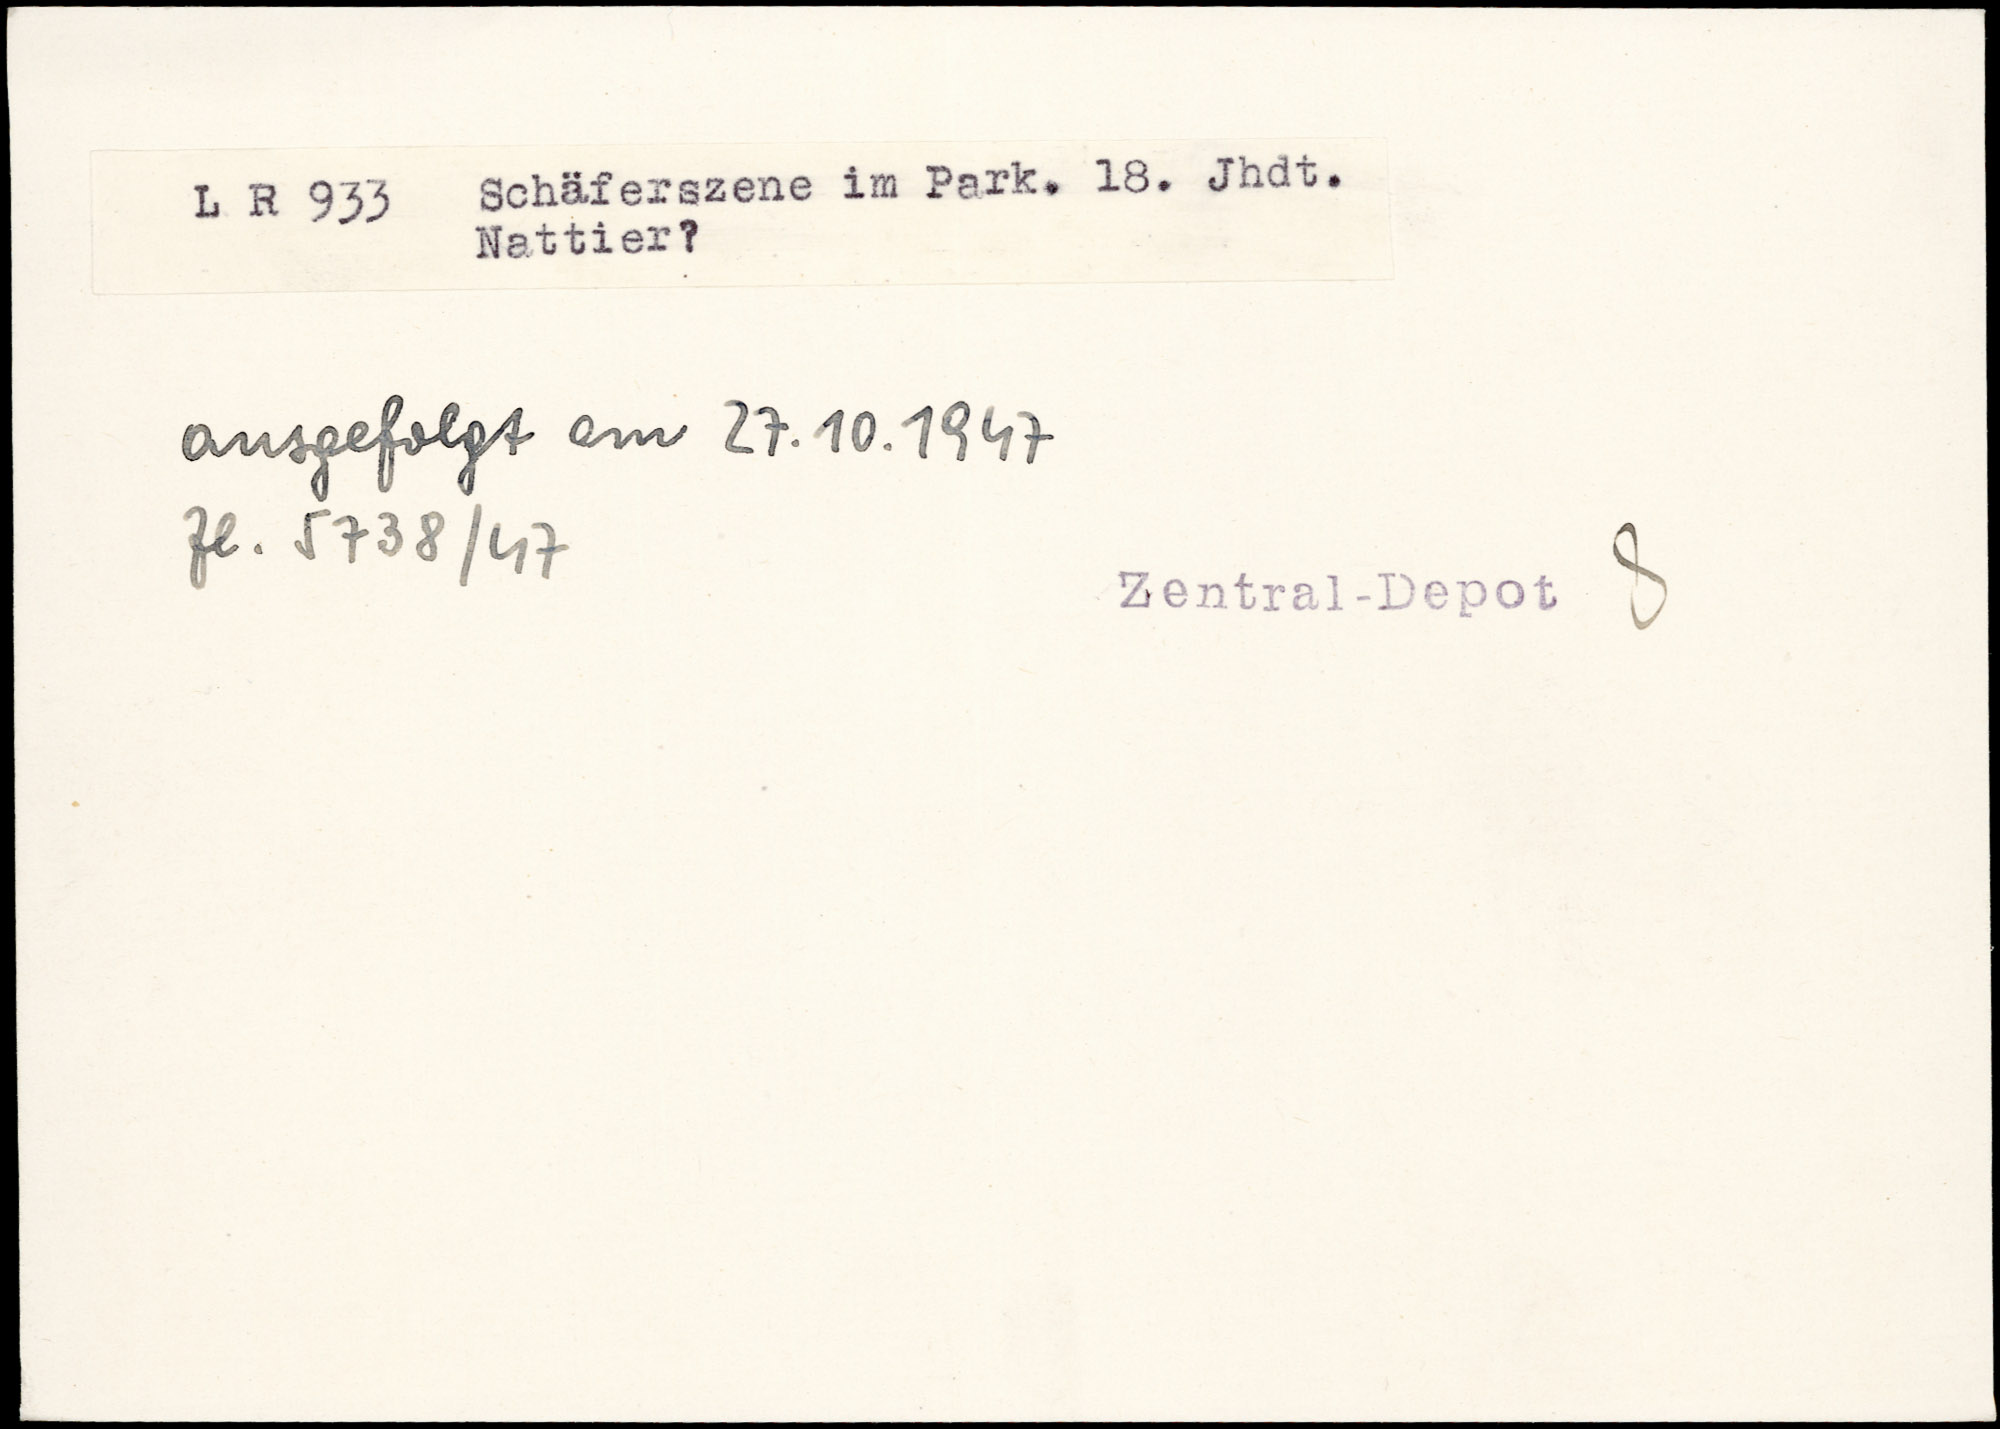 L R 933 Schäferszene im Park. 18. Jhdt.
Nattier?
ausgefolgt am 27.10.1947
Zl. 5738/47
Zentral-Depot 8